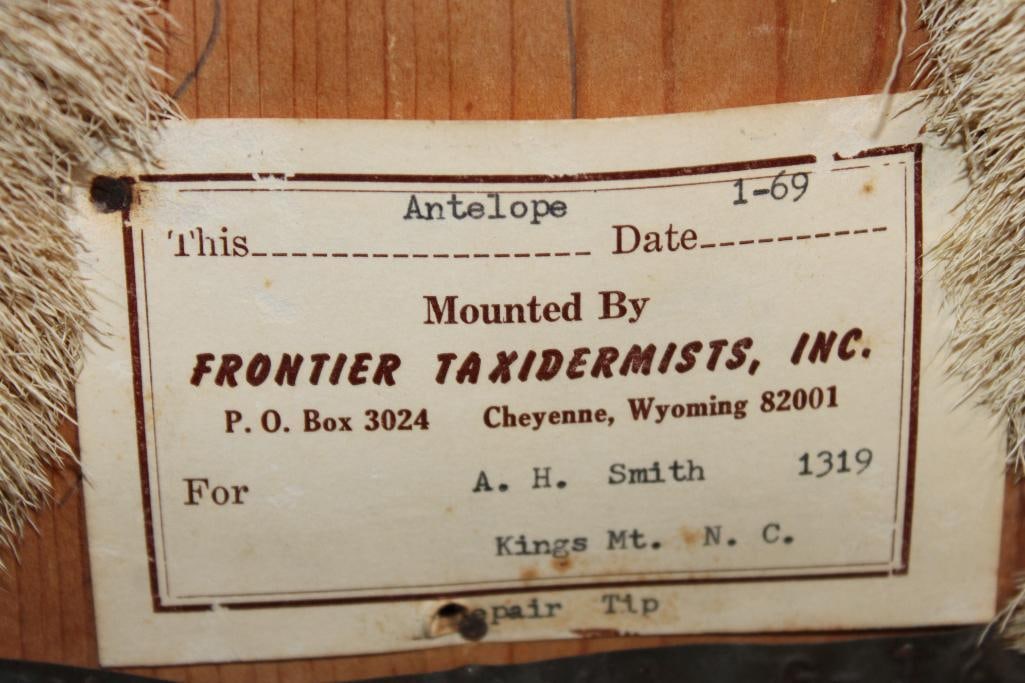 Antelope 1-69
This Date
Mounted By
FRONTIER TAXIDERMISTS, INC.
P. O. Box 3024 Cheyenne, Wyoming 82001
For A. H. Smith 1319
Kings Mt. N. C.
epair Tip